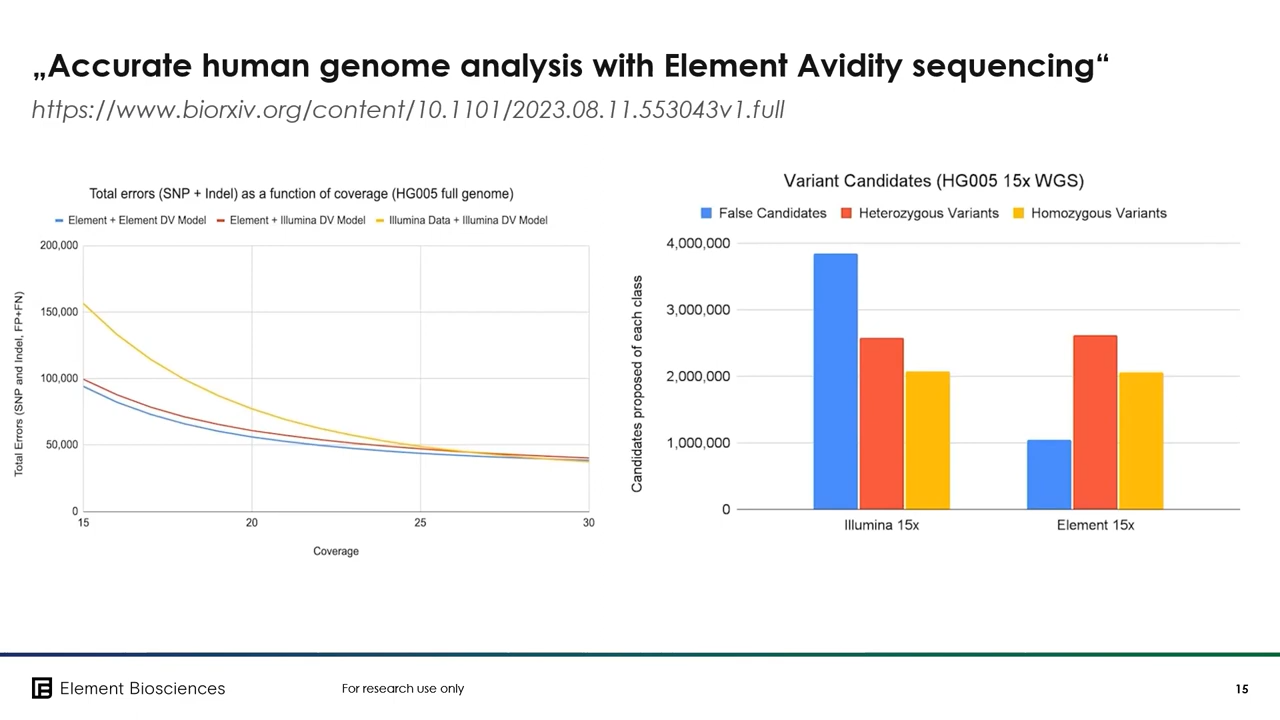 „Accurate human genome analysis with Element Avidity sequencing“
https://www.biorxiv.org/content/10.1101/2023.08.11.553043v1.full
Total errors (SNP + Indel) as a function of coverage (HG005 full genome)
Element + Element DV Model Element + Illumina DV Model Illumina Data + Illumina DV Model
Total Errors (SNP and Indel, FP+FN)
200,000
150,000
100,000
50,000
0
15 20 25 30
Coverage
Variant Candidates (HG005 15x WGS)
False Candidates Heterozygous Variants Homozygous Variants
Candidates proposed of each class
4,000,000
3,000,000
2,000,000
1,000,000
0
Illumina 15x Element 15x
Element Biosciences
For research use only
15